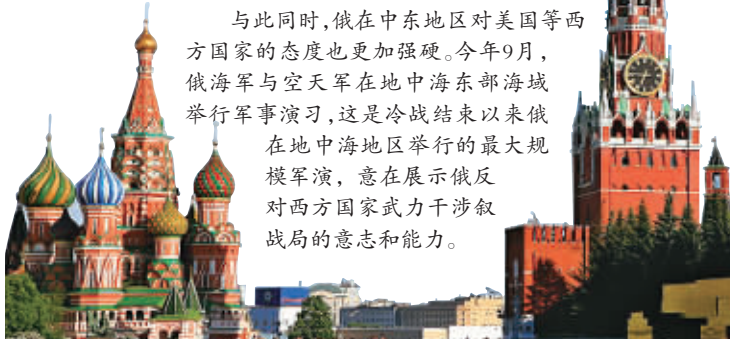 与此同时,俄在中东地区对美国等西
方国家的态度也更加强硬。今年9月,
俄海军与空天军在地中海东部海域
举行军事演习,这是冷战结束以来俄
在地中海地区举行的最大规
模军演，意在展示俄反
对西方国家武力干涉叙
战局的意志和能力。